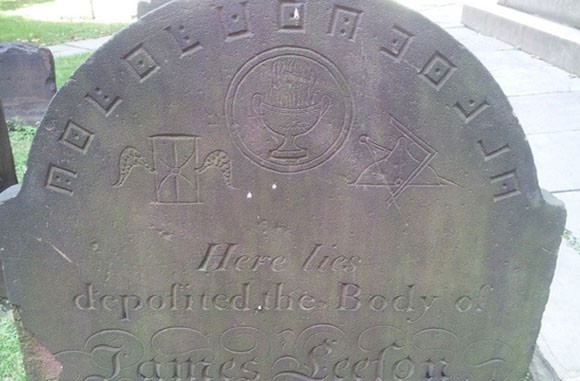 Here lies
depoſited the Body of
James Leeſon